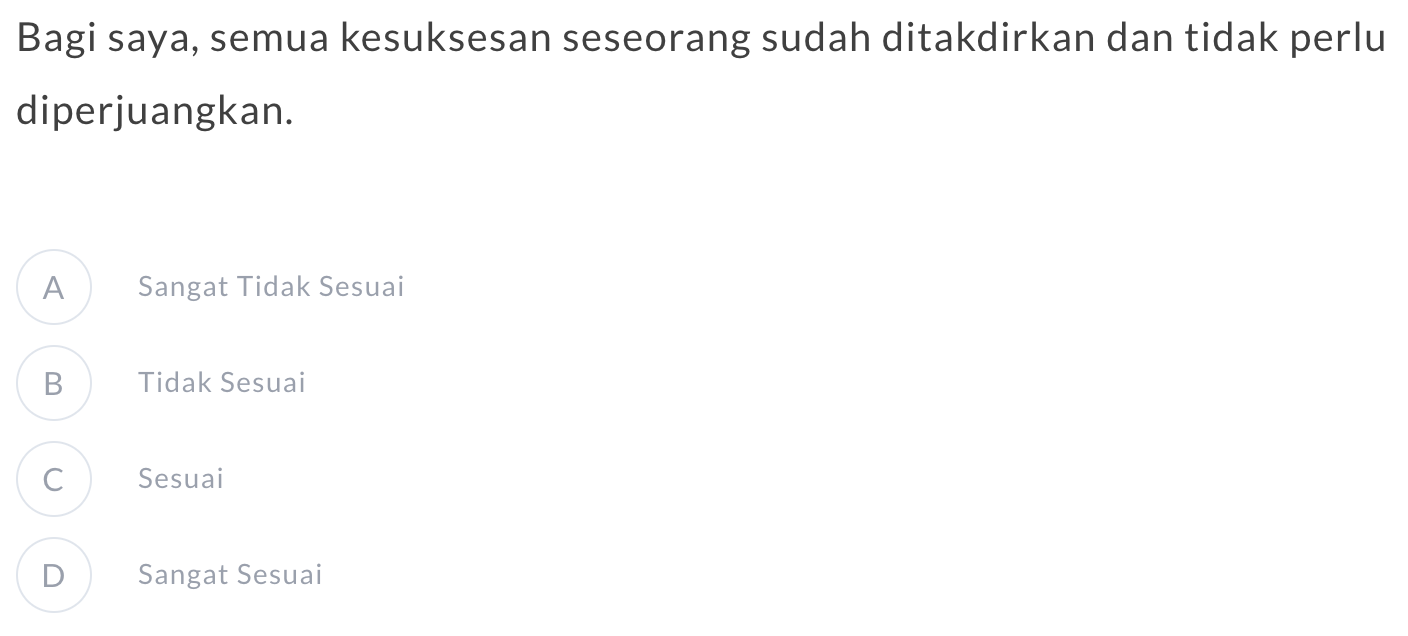 Bagi saya, semua kesuksesan seseorang sudah ditakdirkan dan tidak perlu
diperjuangkan.
A Sangat Tidak Sesuai
B Tidak Sesuai
C Sesuai
D Sangat Sesuai